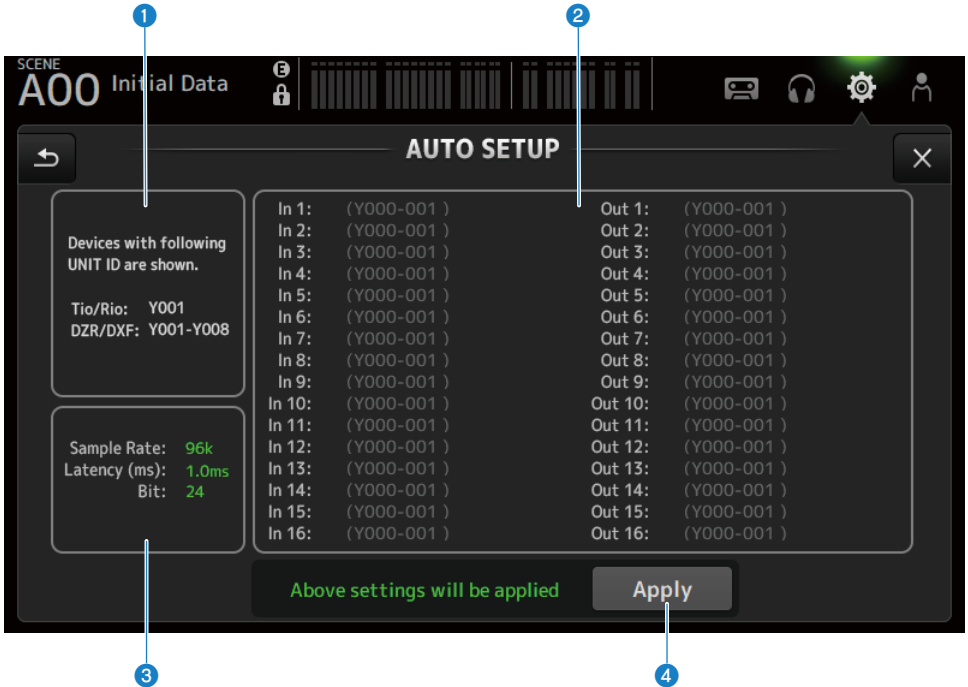 1
2
SCENE
A00 Initial Data
E
AUTO SETUP
Devices with following
UNIT ID are shown.
Tio/Rio: Y001
DZR/DXF: Y001-Y008
In 1: (Y000-001 ) Out 1: (Y000-001 )
In 2: (Y000-001 ) Out 2: (Y000-001 )
In 3: (Y000-001 ) Out 3: (Y000-001 )
In 4: (Y000-001 ) Out 4: (Y000-001 )
In 5: (Y000-001 ) Out 5: (Y000-001 )
In 6: (Y000-001 ) Out 6: (Y000-001 )
In 7: (Y000-001 ) Out 7: (Y000-001 )
In 8: (Y000-001 ) Out 8: (Y000-001 )
In 9: (Y000-001 ) Out 9: (Y000-001 )
In 10: (Y000-001 ) Out 10: (Y000-001 )
In 11: (Y000-001 ) Out 11: (Y000-001 )
In 12: (Y000-001 ) Out 12: (Y000-001 )
In 13: (Y000-001 ) Out 13: (Y000-001 )
In 14: (Y000-001 ) Out 14: (Y000-001 )
In 15: (Y000-001 ) Out 15: (Y000-001 )
In 16: (Y000-001 ) Out 16: (Y000-001 )
Sample Rate: 96k
Latency (ms): 1.0ms
Bit: 24
Above settings will be applied Apply
3
4